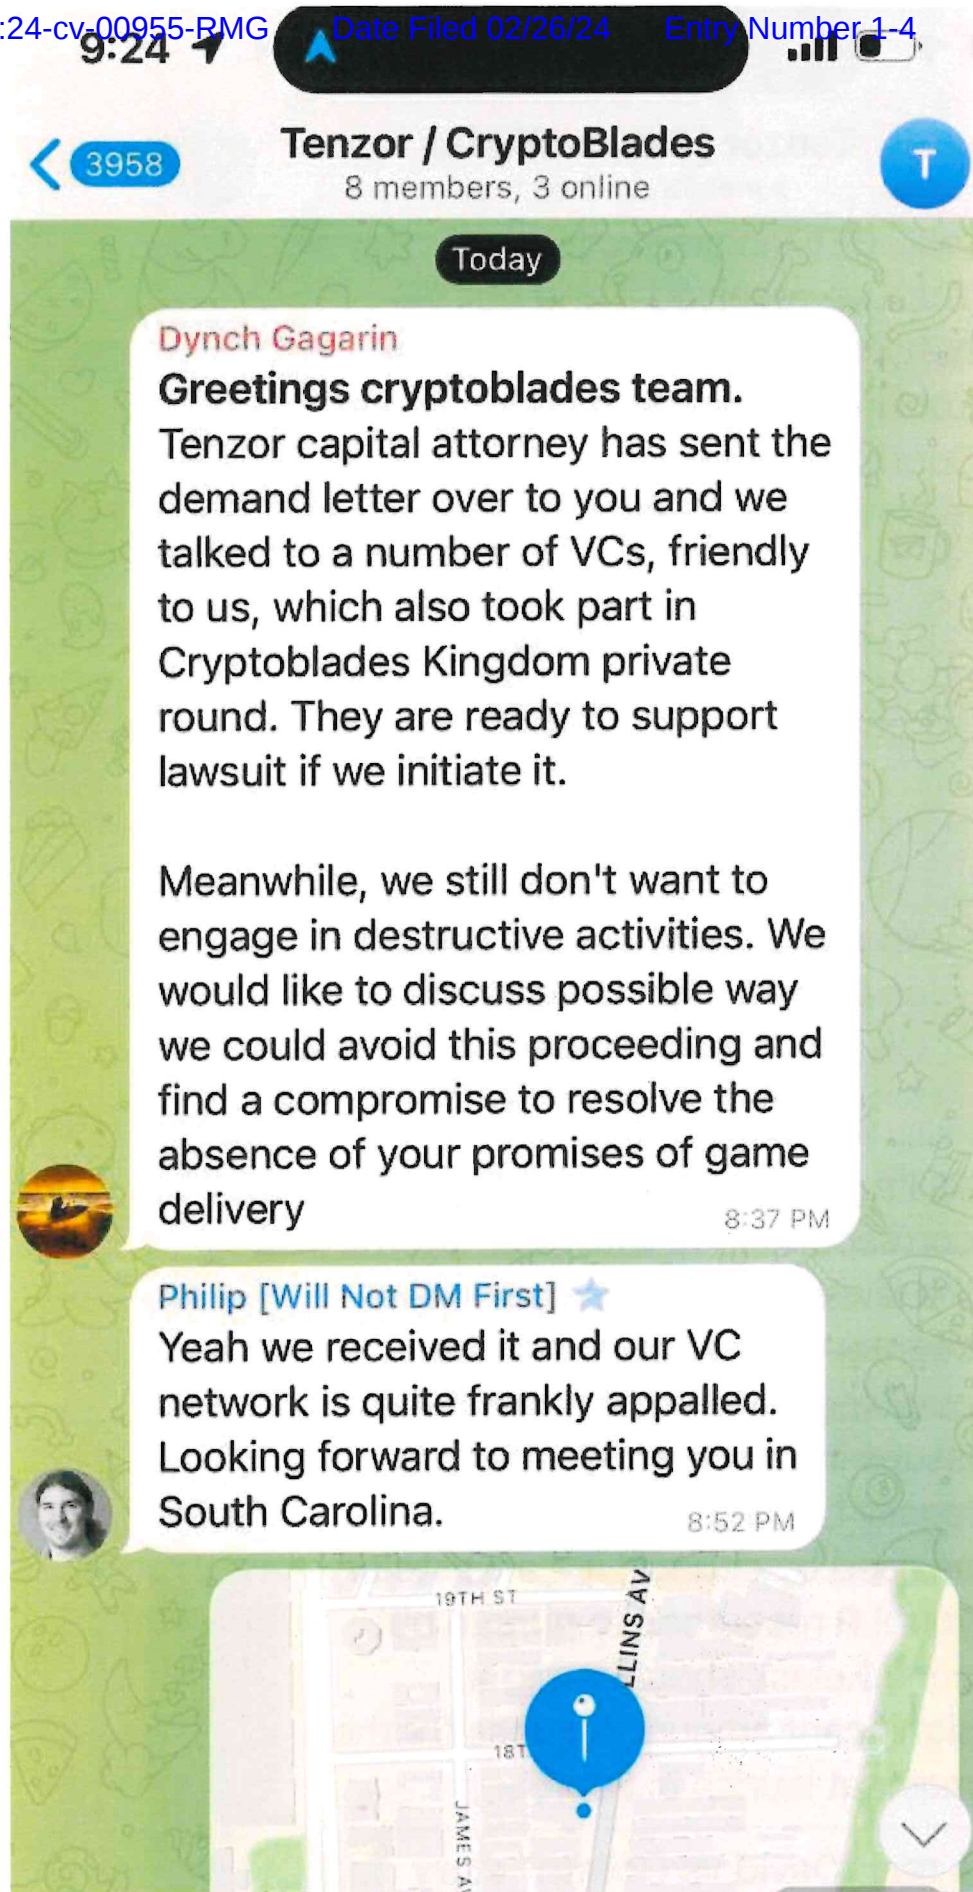 :24-cv-00955-RMG Date Filed 02/26/24 Entry Number 1-4
9:24
3958
Tenzor / CryptoBlades
8 members, 3 online
T
Today
Dynch Gagarin
Greetings cryptoblades team.
Tenzor capital attorney has sent the
demand letter over to you and we
talked to a number of VCs, friendly
to us, which also took part in
Cryptoblades Kingdom private
round. They are ready to support
lawsuit if we initiate it.
Meanwhile, we still don't want to
engage in destructive activities. We
would like to discuss possible way
we could avoid this proceeding and
find a compromise to resolve the
absence of your promises of game
delivery
8:37 PM
Philip [Will Not DM First]
Yeah we received it and our VC
network is quite frankly appalled.
Looking forward to meeting you in
South Carolina.
8:52 PM
19TH ST
LLINS AV
18T
JAMES AV